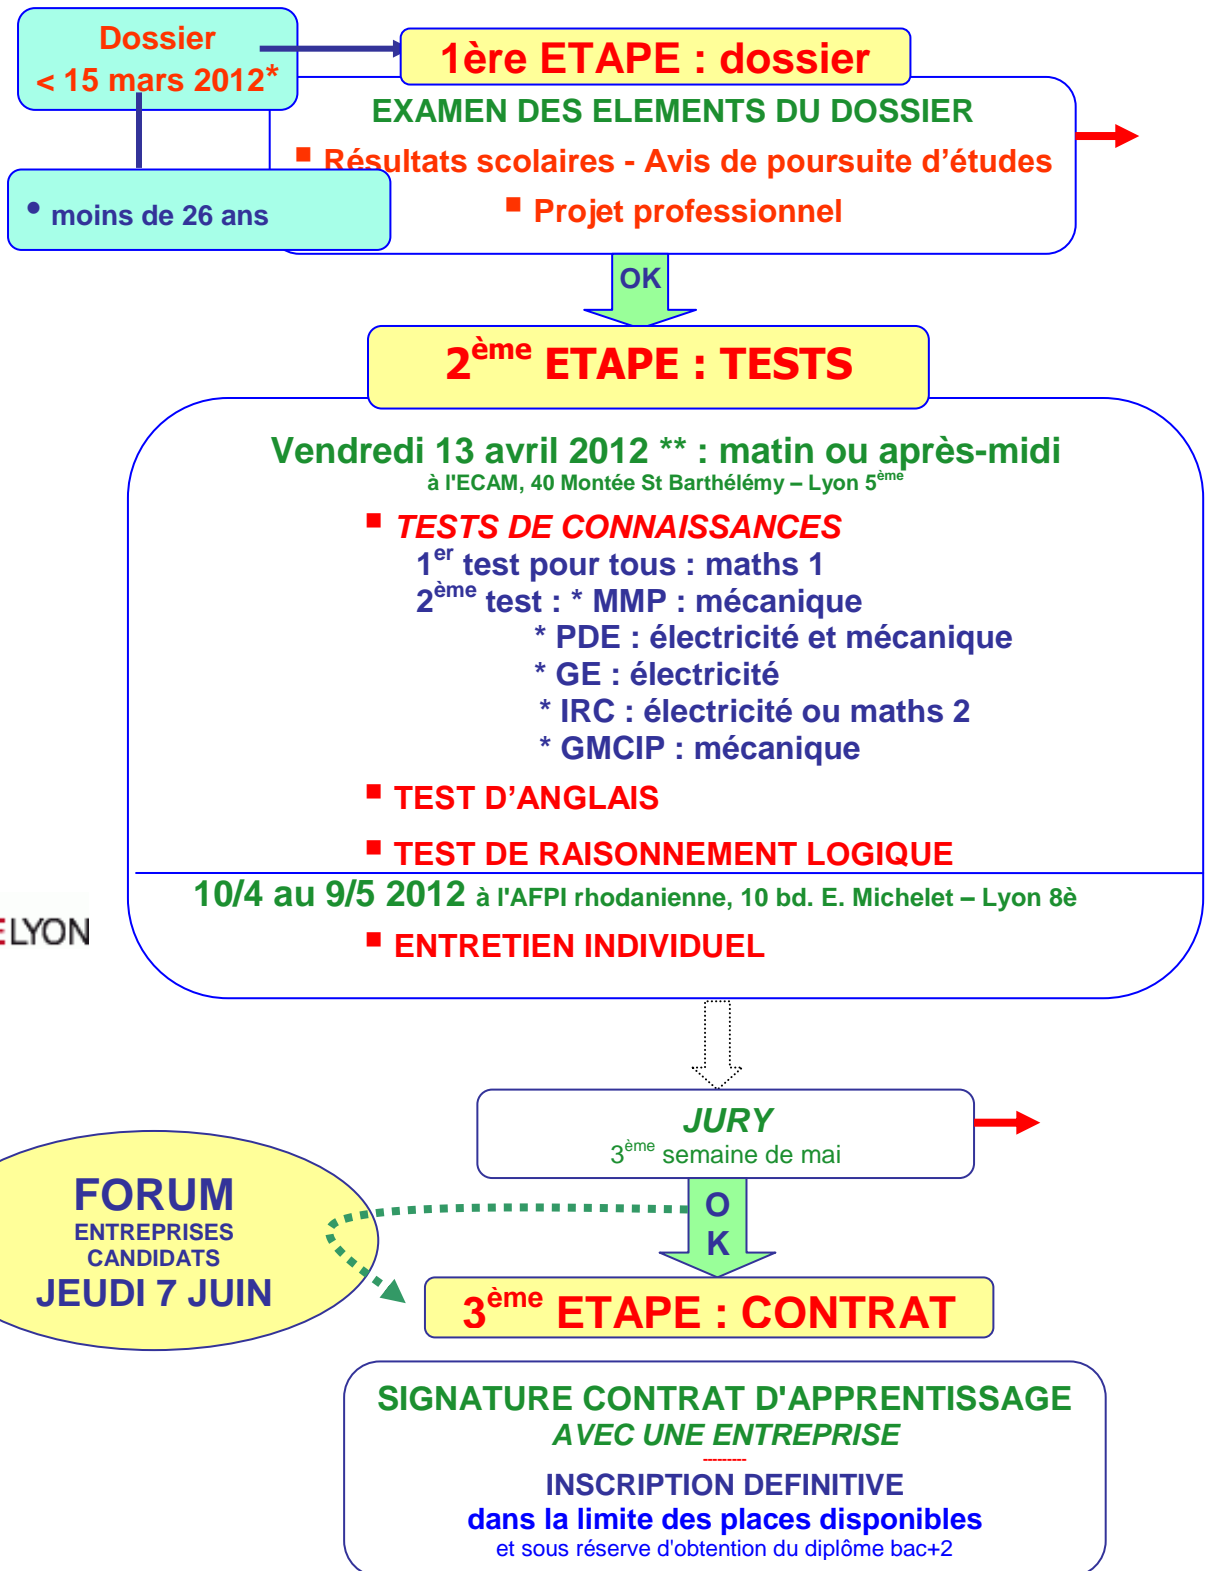 Dossier
< 15 mars 2012*
1ère ETAPE : dossier
EXAMEN DES ELEMENTS DU DOSSIER
▪ Résultats scolaires - Avis de poursuite d’études
▪ Projet professionnel
• moins de 26 ans
OK
2ème ETAPE : TESTS
Vendredi 13 avril 2012 ** : matin ou après-midi
à l'ECAM, 40 Montée St Barthélémy – Lyon 5ème
▪ TESTS DE CONNAISSANCES
1er test pour tous : maths 1
2ème test : * MMP : mécanique
* PDE : électricité et mécanique
* GE : électricité
* IRC : électricité ou maths 2
* GMCIP : mécanique
▪ TEST D’ANGLAIS
▪ TEST DE RAISONNEMENT LOGIQUE
10/4 au 9/5 2012 à l'AFPI rhodanienne, 10 bd. E. Michelet – Lyon 8è
ELYON
▪ ENTRETIEN INDIVIDUEL
JURY
3ème semaine de mai
O
K
FORUM
ENTREPRISES
CANDIDATS
JEUDI 7 JUIN
3ème ETAPE : CONTRAT
SIGNATURE CONTRAT D'APPRENTISSAGE
AVEC UNE ENTREPRISE
---------
INSCRIPTION DEFINITIVE
dans la limite des places disponibles
et sous réserve d'obtention du diplôme bac+2